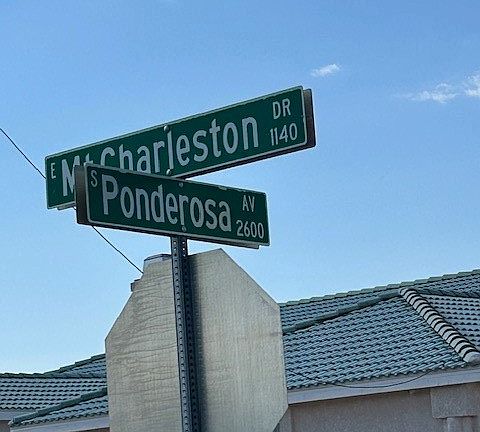 E Mt Charleston DR 1140
S Ponderosa AV 2600